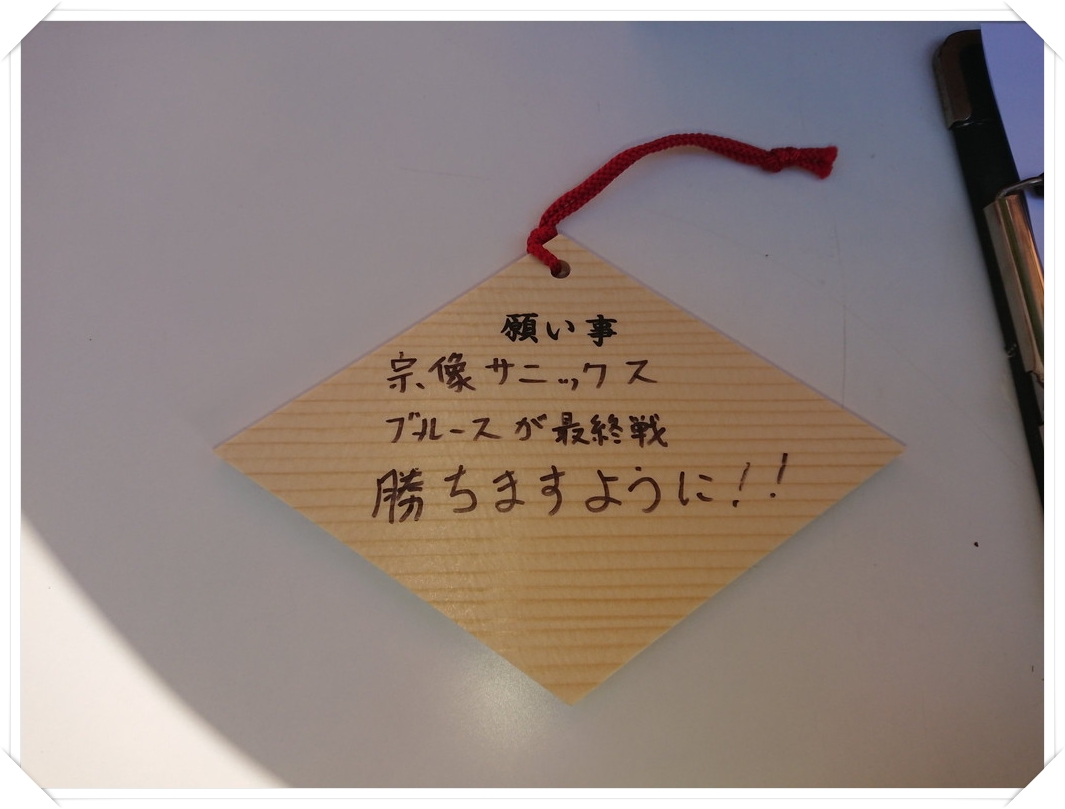 願い事
宗像サニックス
ブルースが最終戦
勝ちますように!!